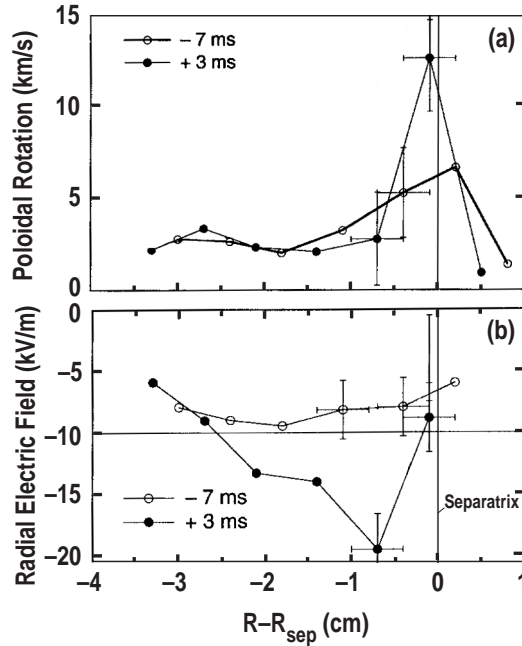 (a)
− 7 ms
+ 3 ms
Poloidal Rotation (km/s)
15
10
5
0
(b)
Radial Electric Field (kV/m)
0
−5
−10
−15
−20
− 7 ms
+ 3 ms
Separatrix
−4 −3 −2 −1 0 1
R−Rsep (cm)